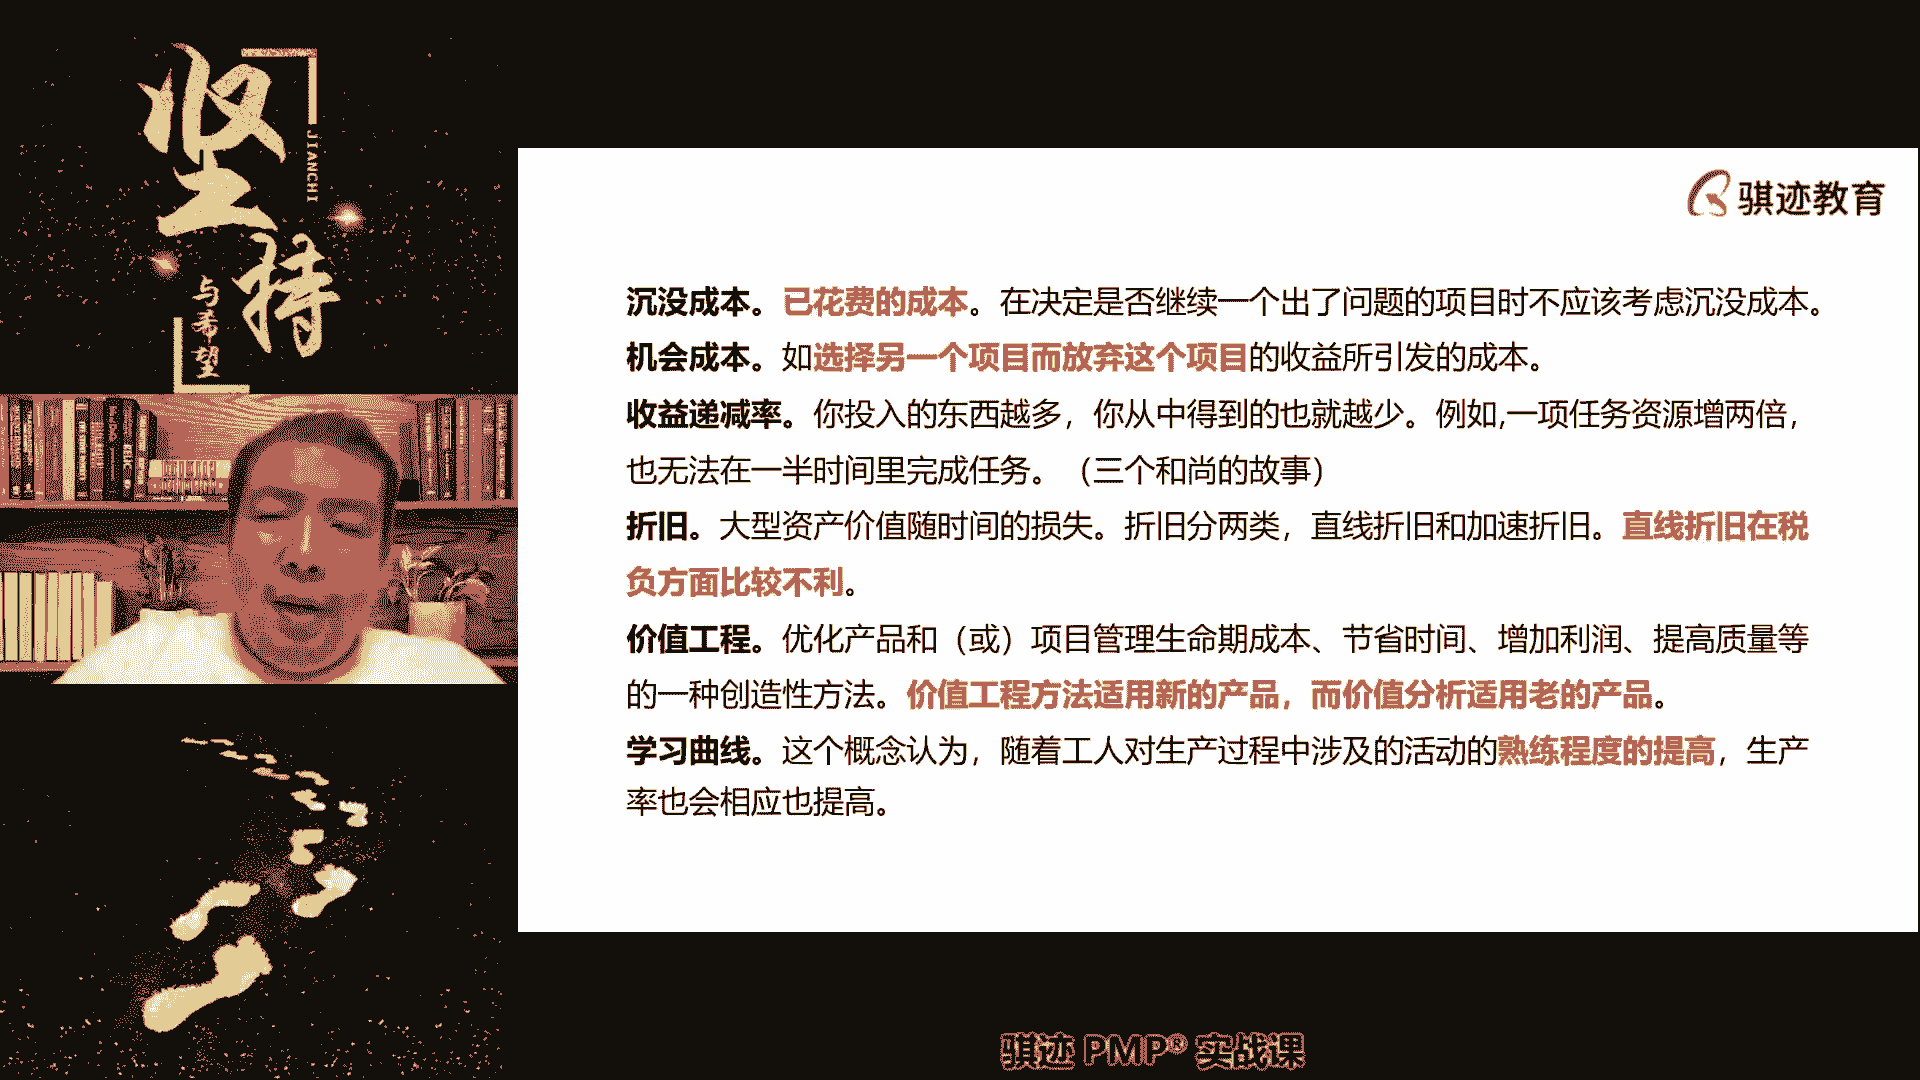 坚持
JIANCHI
与希望
骐迹教育
沉没成本。已花费的成本。在决定是否继续一个出了问题的项目时不应该考虑沉没成本。
机会成本。如选择另一个项目而放弃这个项目的收益所引发的成本。
收益递减率。你投入的东西越多，你从中得到的也就越少。例如,一项任务资源增两倍，
也无法在一半时间里完成任务。（三个和尚的故事）
折旧。大型资产价值随时间的损失。折旧分两类，直线折旧和加速折旧。直线折旧在税
负方面比较不利。
价值工程。优化产品和（或）项目管理生命期成本、节省时间、增加利润、提高质量等
的一种创造性方法。价值工程方法适用新的产品，而价值分析适用老的产品。
学习曲线。这个概念认为，随着工人对生产过程中涉及的活动的熟练程度的提高，生产
率也会相应也提高。
骐迹 PMP® 实战课